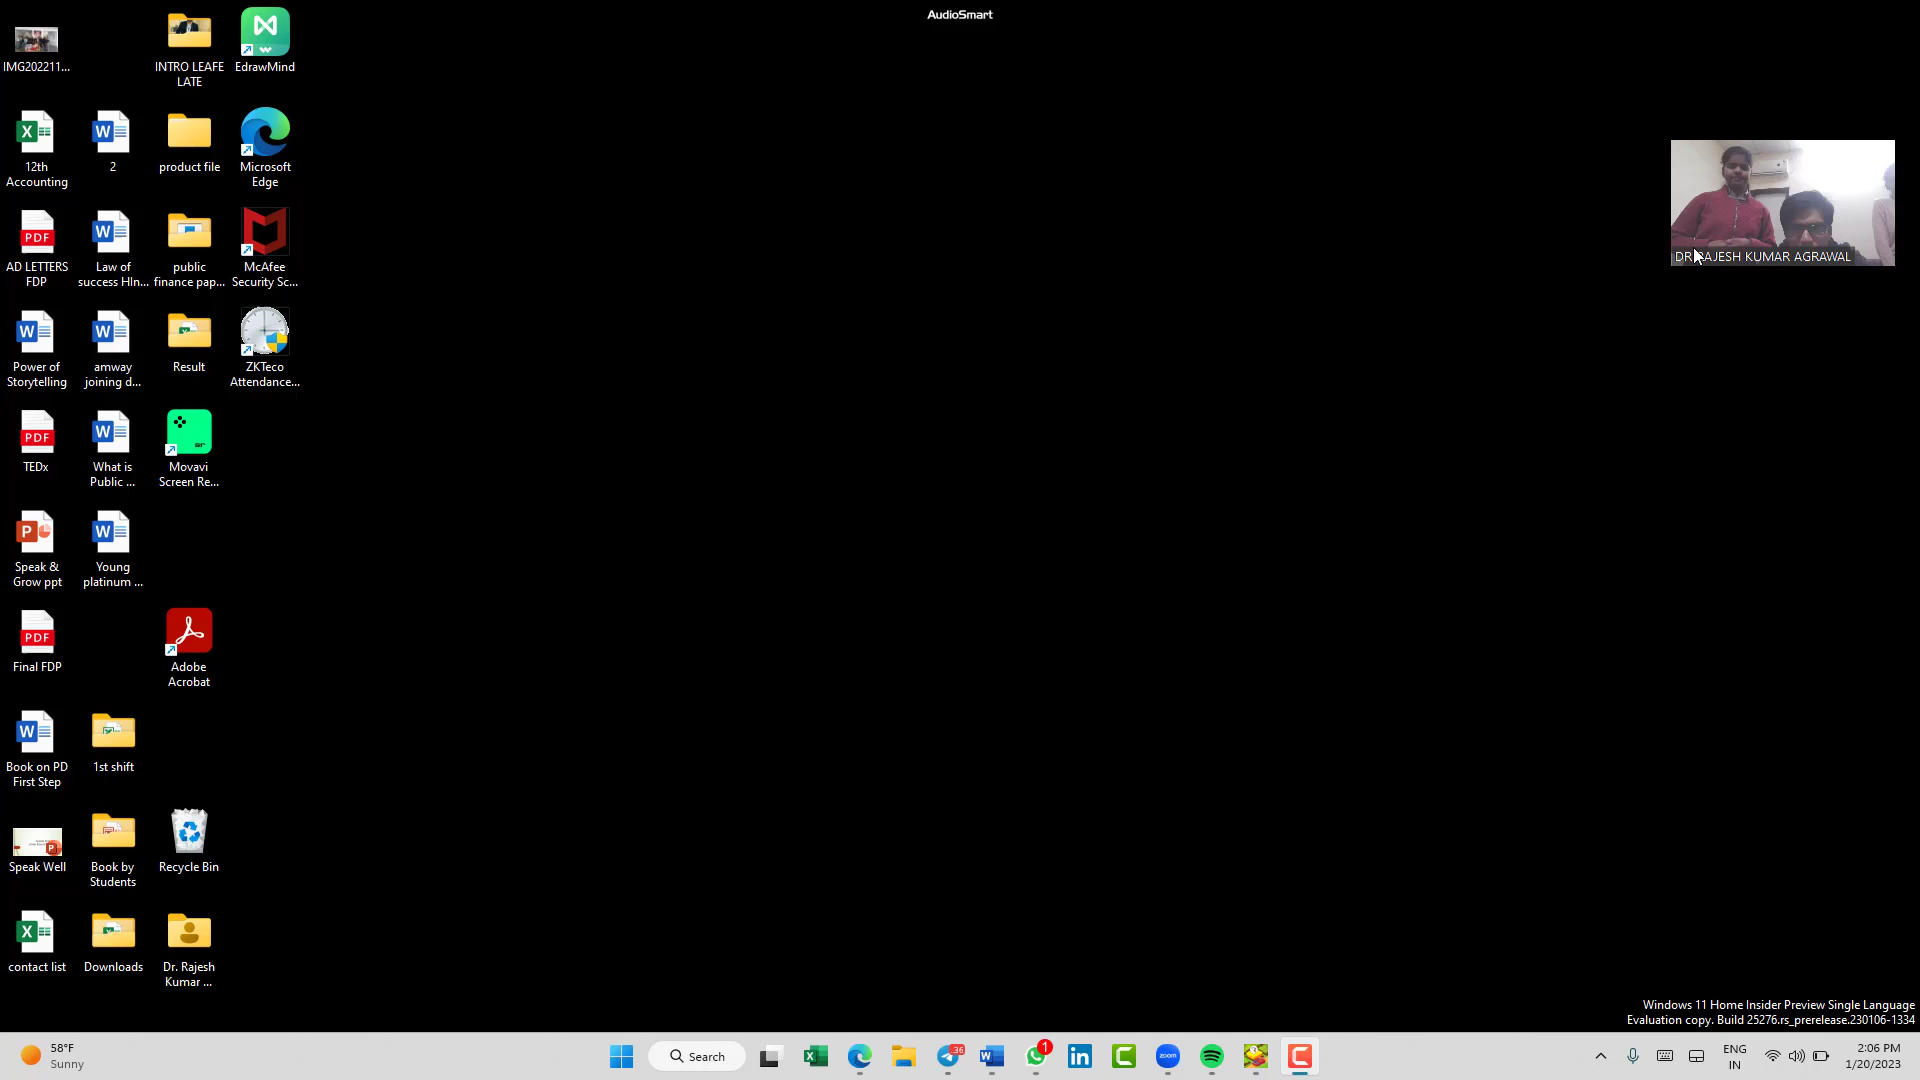 AudioSmart
IMG202211...
INTRO LEAFE
LATE
EdrawMind
12th
Accounting
2
product file
Microsoft
Edge
AD LETTERS
FDP
Law of
success HIn...
public
finance pap...
McAfee
Security Sc...
Power of
Storytelling
amway
joining d...
Result
ZKTeco
Attendance...
TEDx
What is
Public ...
Movavi
Screen Re...
Speak &
Grow ppt
Young
platinum ...
Final FDP
Adobe
Acrobat
Book on PD
First Step
1st shift
Speak Well
Book by
Students
Recycle Bin
contact list
Downloads
Dr. Rajesh
Kumar ...
PDF
PDF
PDF
DR RAJESH KUMAR AGRAWAL
Windows 11 Home Insider Preview Single Language
Evaluation copy. Build 25276.rs_prerelease.230106-1334
58°F
Sunny
Search
36
1
zoom
ENG
IN
2:06 PM
1/20/2023